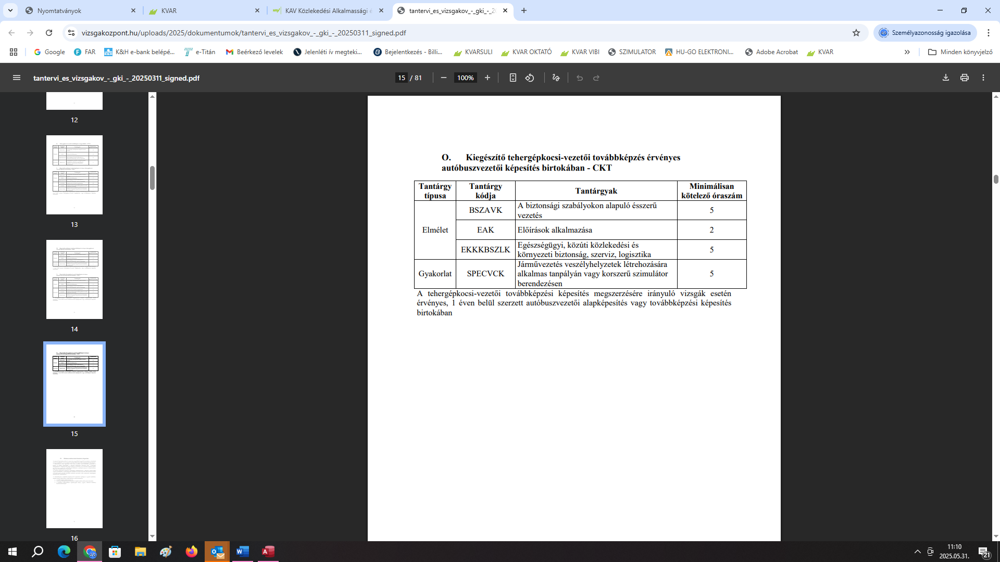 Nyomtatványok
KVAR
KAV Közlekedési Alkalmassági é
tantervi_es_vizsgakov_-_gki_-_20
vizsgakozpont.hu/uploads/2025/dokumentumok/tantervi_es_vizsgakov_-_gki_-_20250311_signed.pdf
Személyazonosság igazolása
Google
FAR
K&H e-bank belépé...
e-Titán
Beérkező levelek
Jelenléti ív megteki...
Bejelentkezés - Billi...
KVARSULI
KVAR OKTATÓ
KVAR VIBI
SZIMULATOR
HU-GO ELEKTRONI...
Adobe Acrobat
KVAR
Minden könyvjelző
tantervi_es_vizsgakov_-_gki_-_20250311_signed.pdf
15 / 81
100%
12
13
14
15
16
O. Kiegészítő tehergépkocsi-vezetői továbbképzés érvényes
autóbuszvezetői képesítés birtokában - CKT
Tantárgy típusa
Tantárgy kódja
Tantárgyak
Minimálisan kötelező óraszám
Elmélet
BSZAVK
A biztonsági szabályokon alapuló ésszerű
vezetés
5
EAK
Előírások alkalmazása
2
EKKKBSZLK
Egészségügyi, közúti közlekedési és
környezeti biztonság, szerviz, logisztika
5
Gyakorlat
SPECVCK
Járművezetés veszélyhelyzetek létrehozására
alkalmas tanpályán vagy korszerű szimulátor
berendezésen
5
A tehergépkocsi-vezetői továbbképzési képesítés megszerzésére irányuló vizsgák esetén
érvényes, 1 éven belül szerzett autóbuszvezetői alapképesítés vagy továbbképzési képesítés
birtokában
11:10
2025.05.31.
21